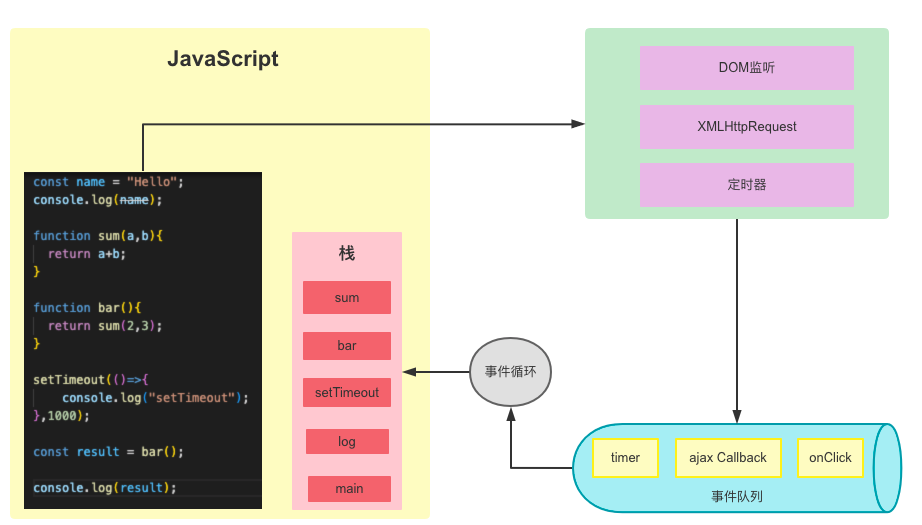 JavaScript
const name = "Hello";
console.log(name);
function sum(a,b){
return a+b;
}
function bar(){
return sum(2,3);
}
setTimeout(()=>{
console.log("setTimeout");
},1000);
const result = bar();
console.log(result);
栈
sum
bar
setTimeout
log
main
DOM监听
XMLHttpRequest
定时器
事件循环
timer
ajax Callback
onClick
事件队列